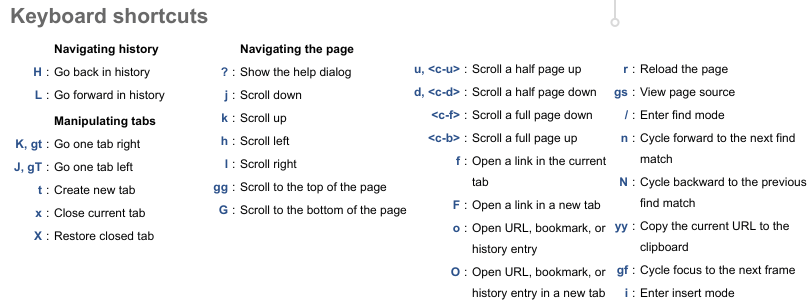 Keyboard shortcuts
Navigating history
H : Go back in history
L : Go forward in history
Manipulating tabs
K, gt : Go one tab right
J, gT : Go one tab left
t : Create new tab
x : Close current tab
X : Restore closed tab
Navigating the page
? : Show the help dialog
j : Scroll down
k : Scroll up
h : Scroll left
l : Scroll right
gg : Scroll to the top of the page
G : Scroll to the bottom of the page
u, <c-u> : Scroll a half page up
d, <c-d> : Scroll a half page down
<c-f> : Scroll a full page down
<c-b> : Scroll a full page up
f : Open a link in the current
tab
F : Open a link in a new tab
o : Open URL, bookmark, or
history entry
O : Open URL, bookmark, or
history entry in a new tab
r : Reload the page
gs : View page source
/ : Enter find mode
n : Cycle forward to the next find
match
N : Cycle backward to the previous
find match
yy : Copy the current URL to the
clipboard
gf : Cycle focus to the next frame
i : Enter insert mode